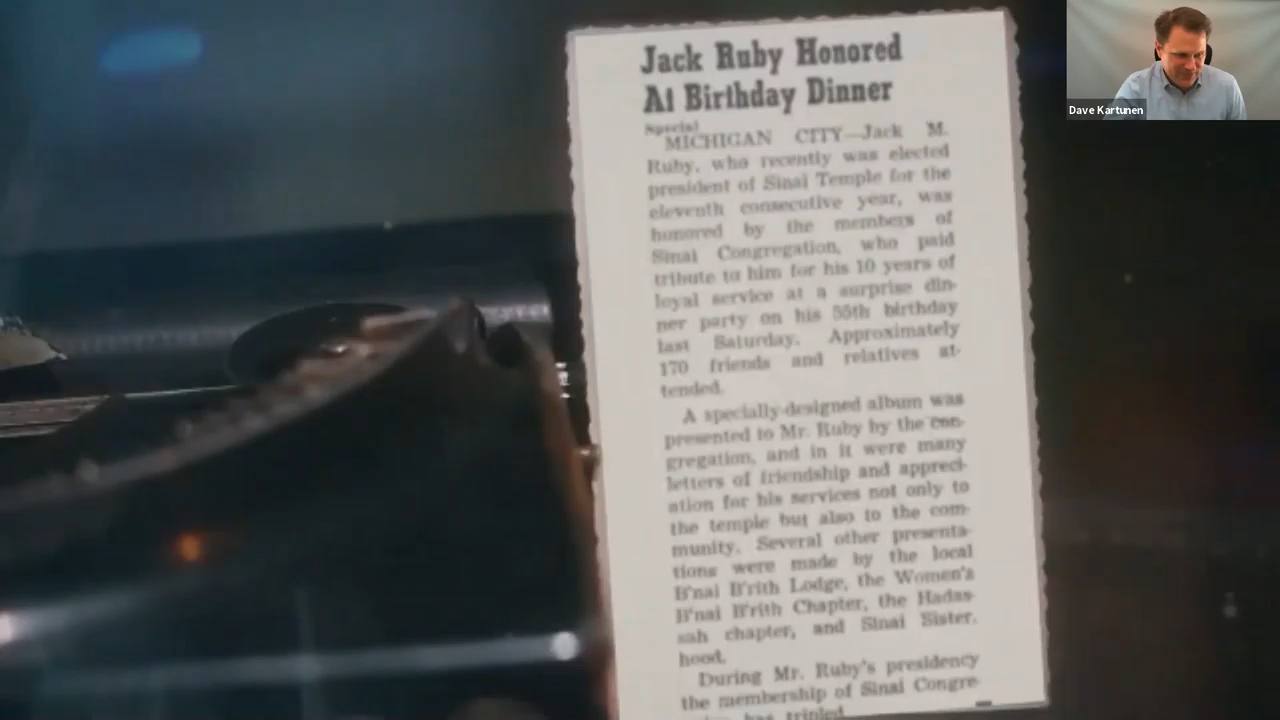 Jack Ruby Honored
At Birthday Dinner
Special
MICHIGAN CITY—Jack M.
Ruby, who recently was elected
president of Sinai Temple for the
eleventh consecutive year, was
honored by the members of
Sinai Congregation, who paid
tribute to him for his 10 years of
loyal service at a surprise din-
ner party on his 55th birthday
last Saturday. Approximately
170 friends and relatives at-
tended.
A specially-designed album was
presented to Mr. Ruby by the con-
gregation, and in it were many
letters of friendship and appreci-
ation for his services not only to
the temple but also to the com-
munity. Several other presenta-
tions were made by the local
B'nai B'rith Lodge, the Women's
B'nai B'rith Chapter, the Hadas-
sah chapter, and Sinai Sister.
hood.
During Mr. Ruby's presidency
the membership of Sinai Congre-
has tripled
Dave Kartunen